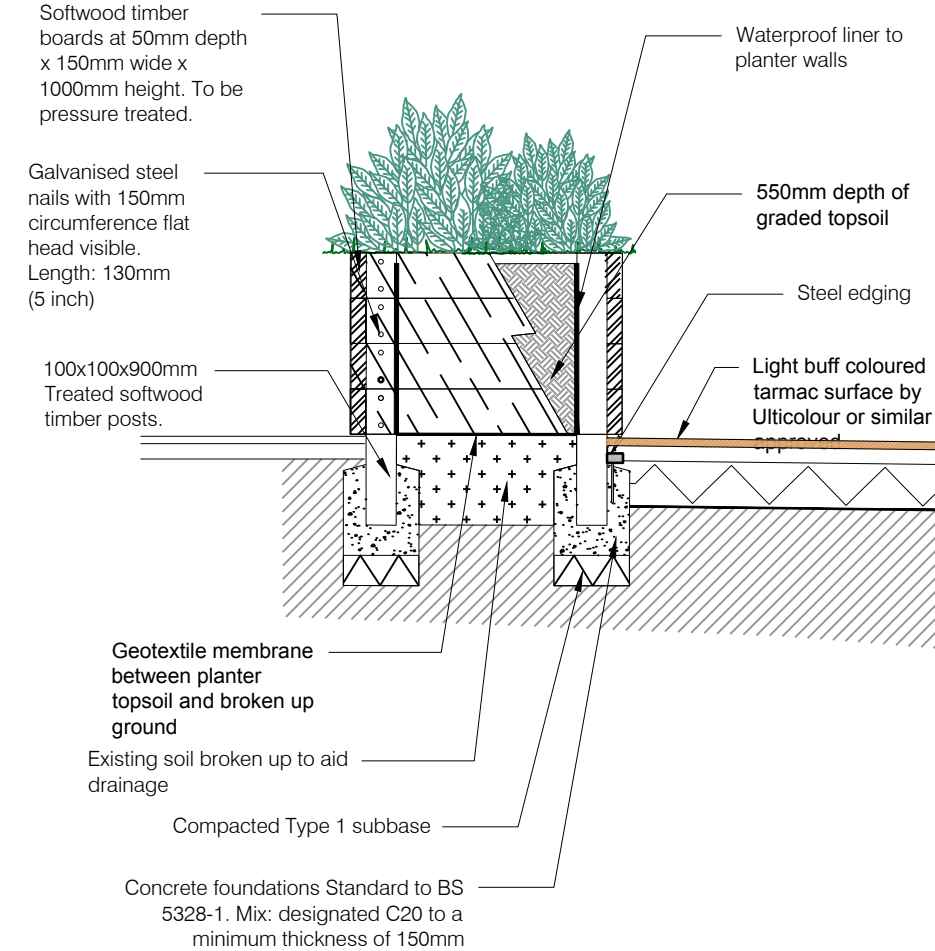 Softwood timber
boards at 50mm depth
x 150mm wide x
1000mm height. To be
pressure treated.
Waterproof liner to
planter walls
Galvanised steel
nails with 150mm
circumference flat
head visible.
Length: 130mm
(5 inch)
550mm depth of
graded topsoil
Steel edging
100x100x900mm
Treated softwood
timber posts.
Light buff coloured
tarmac surface by
Ulticolour or similar
approved
Geotextile membrane
between planter
topsoil and broken up
ground
Existing soil broken up to aid
drainage
Compacted Type 1 subbase
Concrete foundations Standard to BS
5328-1. Mix: designated C20 to a
minimum thickness of 150mm